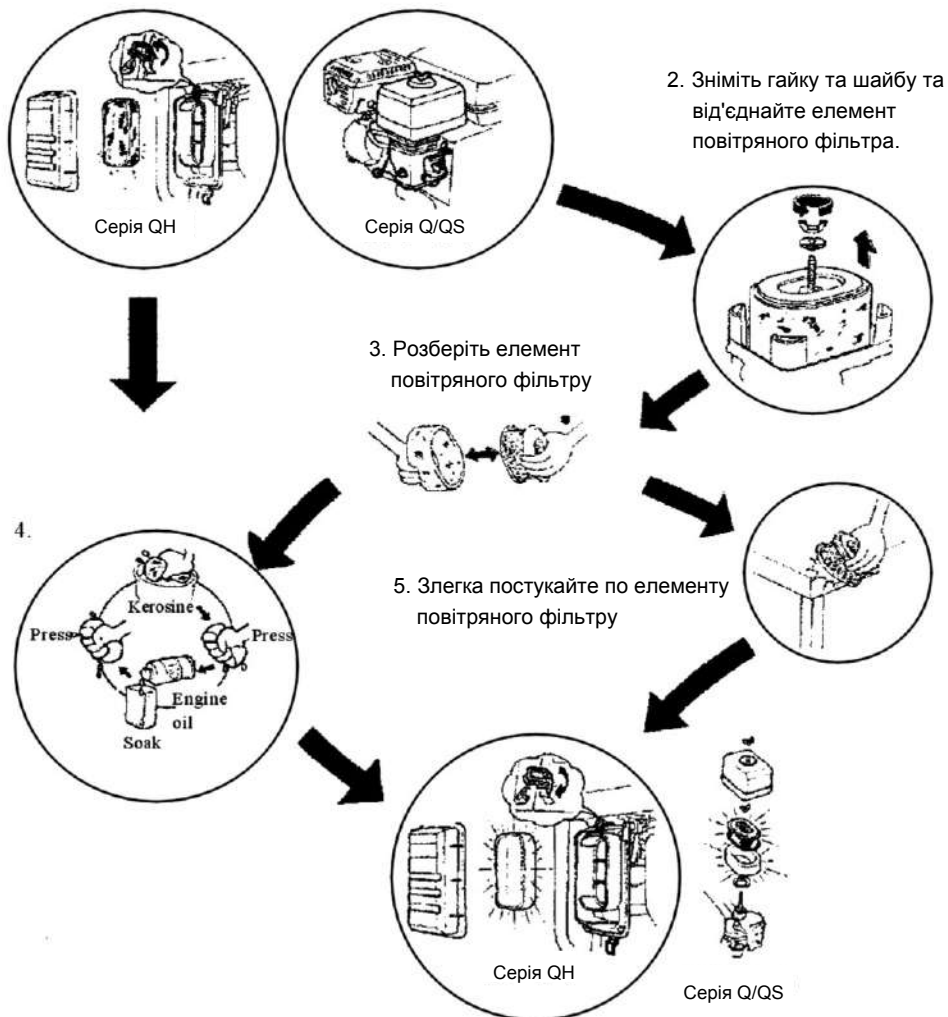 Серія QH
Серія Q/QS
2. Зніміть гайку та шайбу та
від'єднайте елемент
повітряного фільтра.
3. Розберіть елемент
повітряного фільтру
4.
Kerosine
Press
Press
Engine
oil
Soak
5. Злегка постукайте по елементу
повітряного фільтру
Серія QH
Серія Q/QS